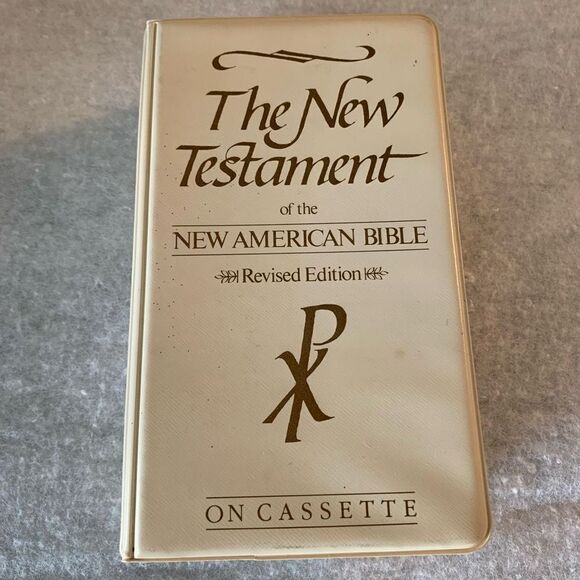 The New
Testament
of the
NEW AMERICAN BIBLE
Revised Edition
ON CASSETTE